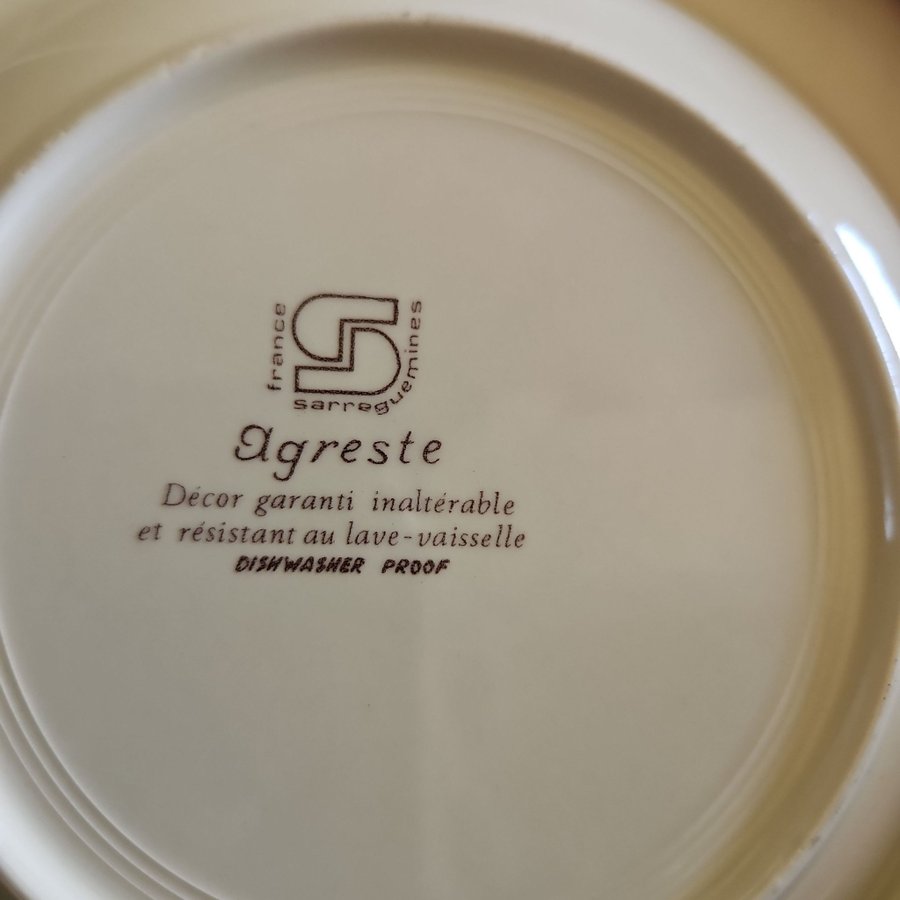 france
sarreguemines
Agreste
Décor garanti inaltérable
et résistant au lave-vaisselle
DISHWASHER PROOF